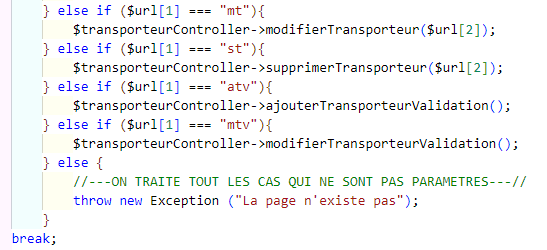 } else if ($url[1] === "mt"){
$transporteurController->modifierTransporteur($url[2]);
} else if ($url[1] === "st"){
$transporteurController->supprimerTransporteur($url[2]);
} else if ($url[1] === "atv"){
$transporteurController->ajouterTransporteurValidation();
} else if ($url[1] === "mtv"){
$transporteurController->modifierTransporteurValidation();
} else {
//---ON TRAITE TOUT LES CAS QUI NE SONT PAS PARAMETRES---//
throw new Exception ("La page n'existe pas");
}
break;